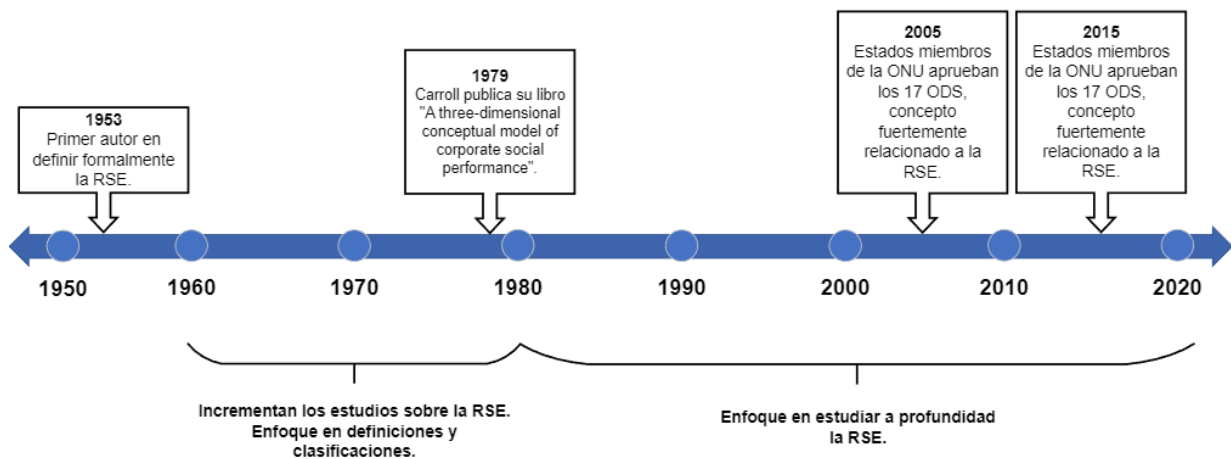 1953
Primer autor en
definir formalmente
la RSE.
1979
Carroll publica su libro
"A three-dimensional
conceptual model of
corporate social
performance".
2005
Estados miembros
de la ONU aprueban
los 17 ODS,
concepto
fuertemente
relacionado a la
RSE.
2015
Estados miembros
de la ONU aprueban
los 17 ODS,
concepto
fuertemente
relacionado a la
RSE.
1950
1960
1970
1980
1990
2000
2010
2020
Incrementan los estudios sobre la RSE.
Enfoque en definiciones y
clasificaciones.
Enfoque en estudiar a profundidad
la RSE.